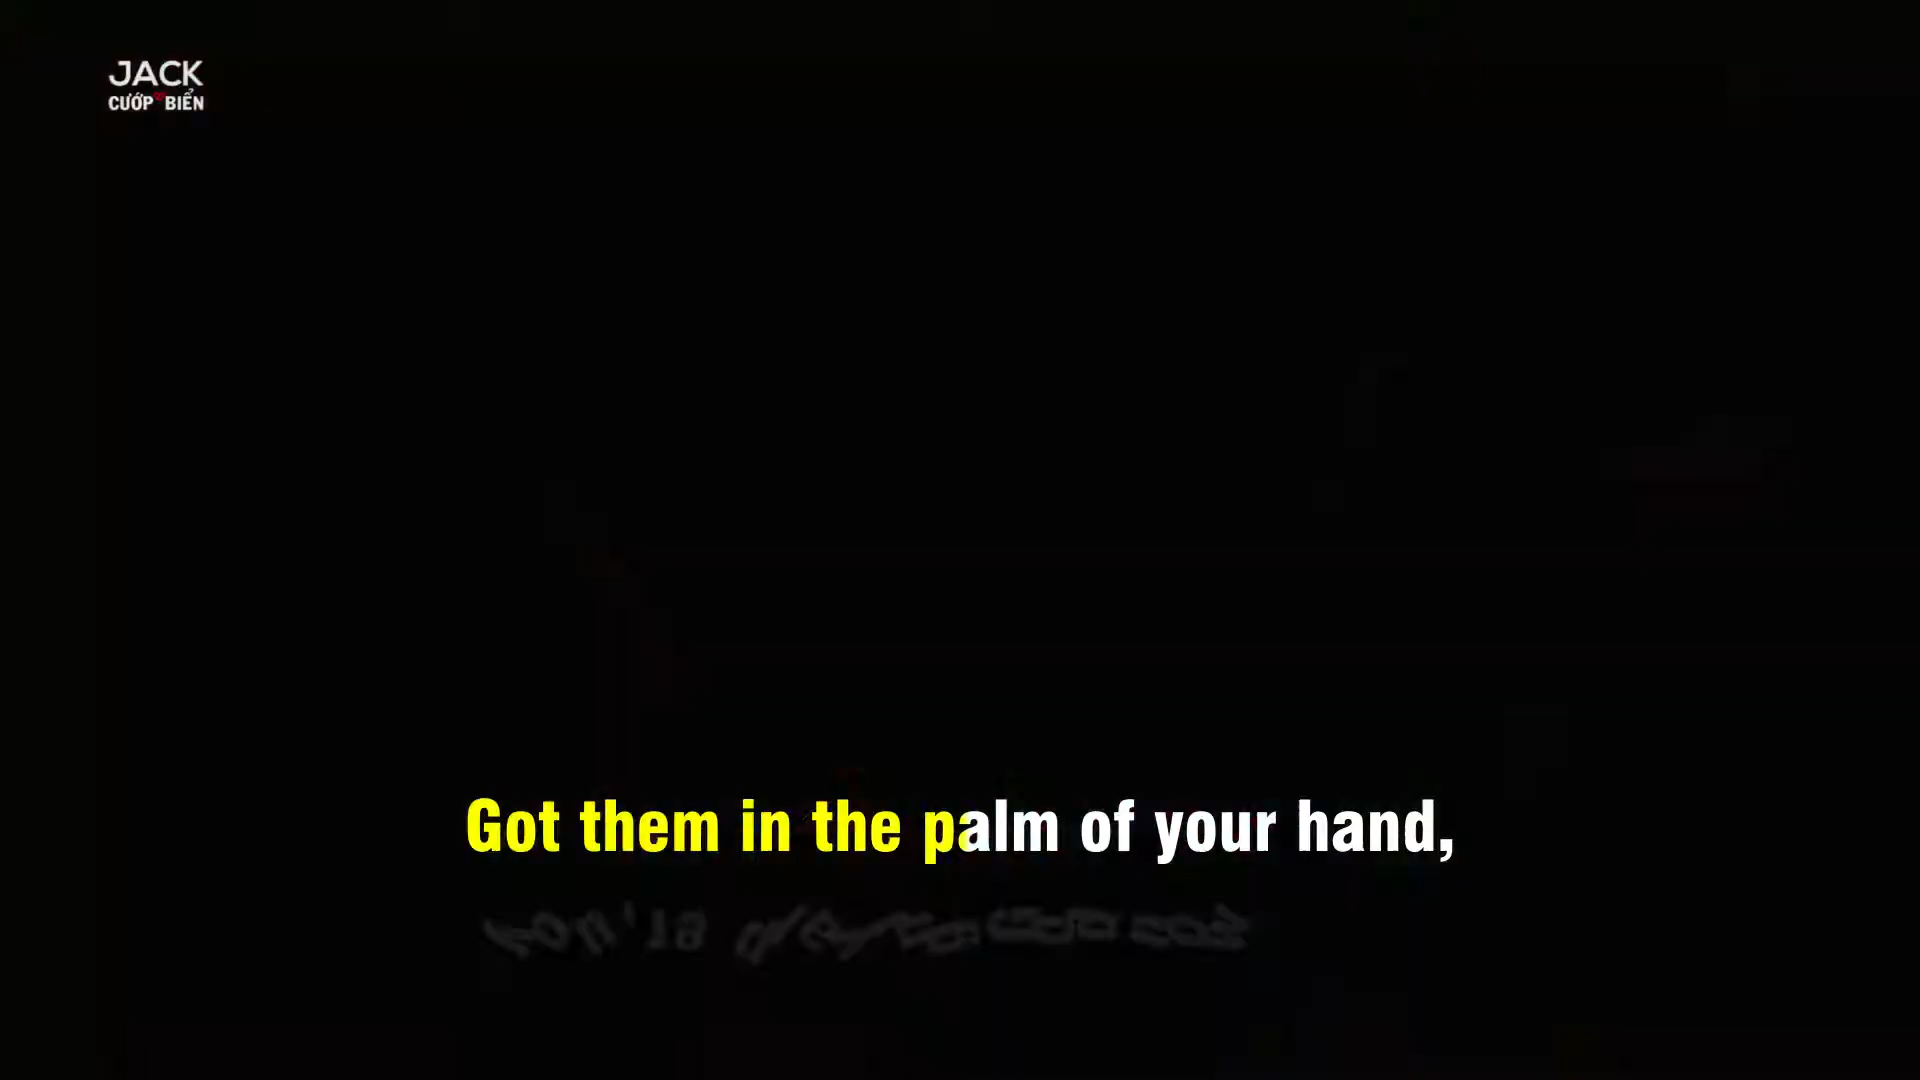 JACK
CƯỚP BIỂN
Got them in the palm of your hand,